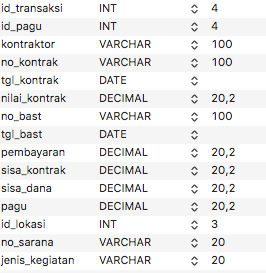 id_transaksi INT 4
id_pagu INT 4
kontraktor VARCHAR 100
no_kontrak VARCHAR 100
tgl_kontrak DATE
nilai_kontrak DECIMAL 20,2
no_bast VARCHAR 100
tgl_bast DATE
pembayaran DECIMAL 20,2
sisa_kontrak DECIMAL 20,2
sisa_dana DECIMAL 20,2
pagu DECIMAL 20,2
id_lokasi INT 3
no_sarana VARCHAR 20
jenis_kegiatan VARCHAR 20